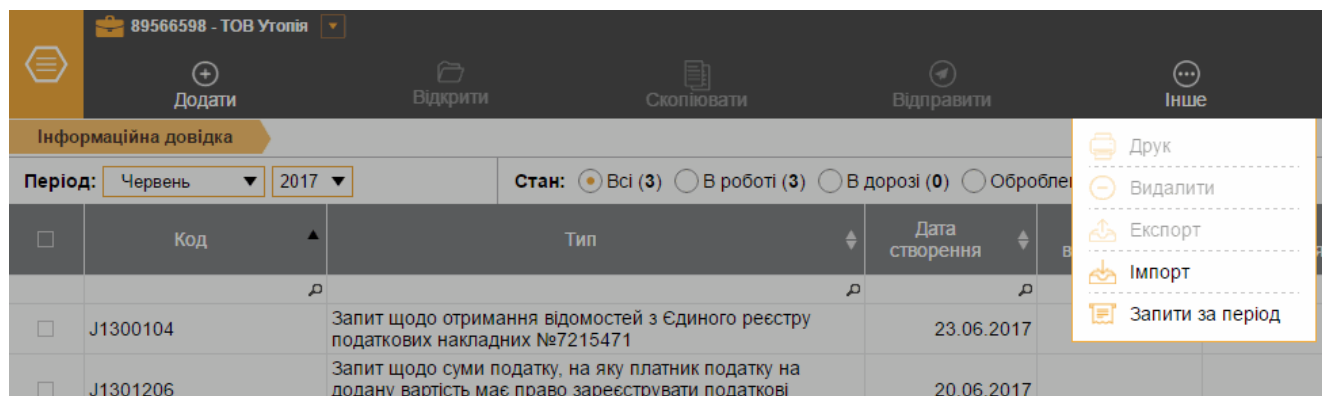 89566598 - ТОВ Утопія
Додати
Відкрити
Скопіювати
Відправити
Інше
Інформаційна довідка
Друк
Період: Червень 2017
Стан: Всі (3) В роботі (3) В дорозі (0)
Видалити
Код
Тип
Дата
створення
Експорт
Імпорт
J1300104
Запит щодо отримання відомостей з Єдиного реєстру
податкових накладних №7215471
23.06.2017
Запити за період
J1301206
Запит щодо суми податку, на яку платник податку на
додану вартість має право зареєструвати податкові
20.06.2017